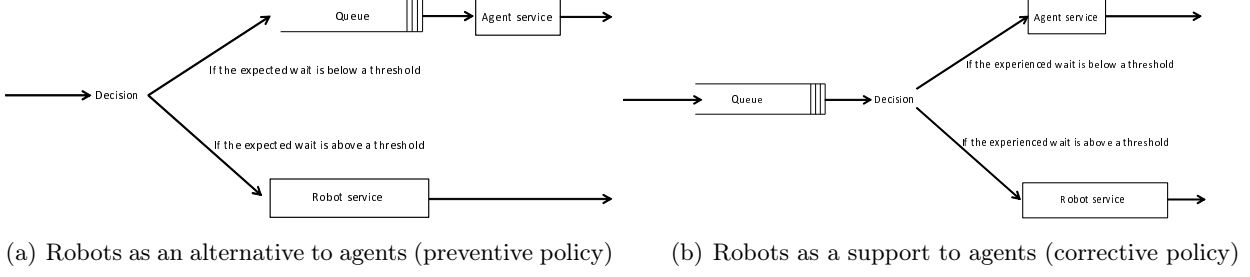 Queue
Agent service
If the expected wait is below a threshold
Decision
If the expected wait is above a threshold
Robot service
(a) Robots as an alternative to agents (preventive policy)
Agent service
If the experienced wait is below a threshold
Queue
Decision
If the experienced wait is above a threshold
Robot service
(b) Robots as a support to agents (corrective policy)